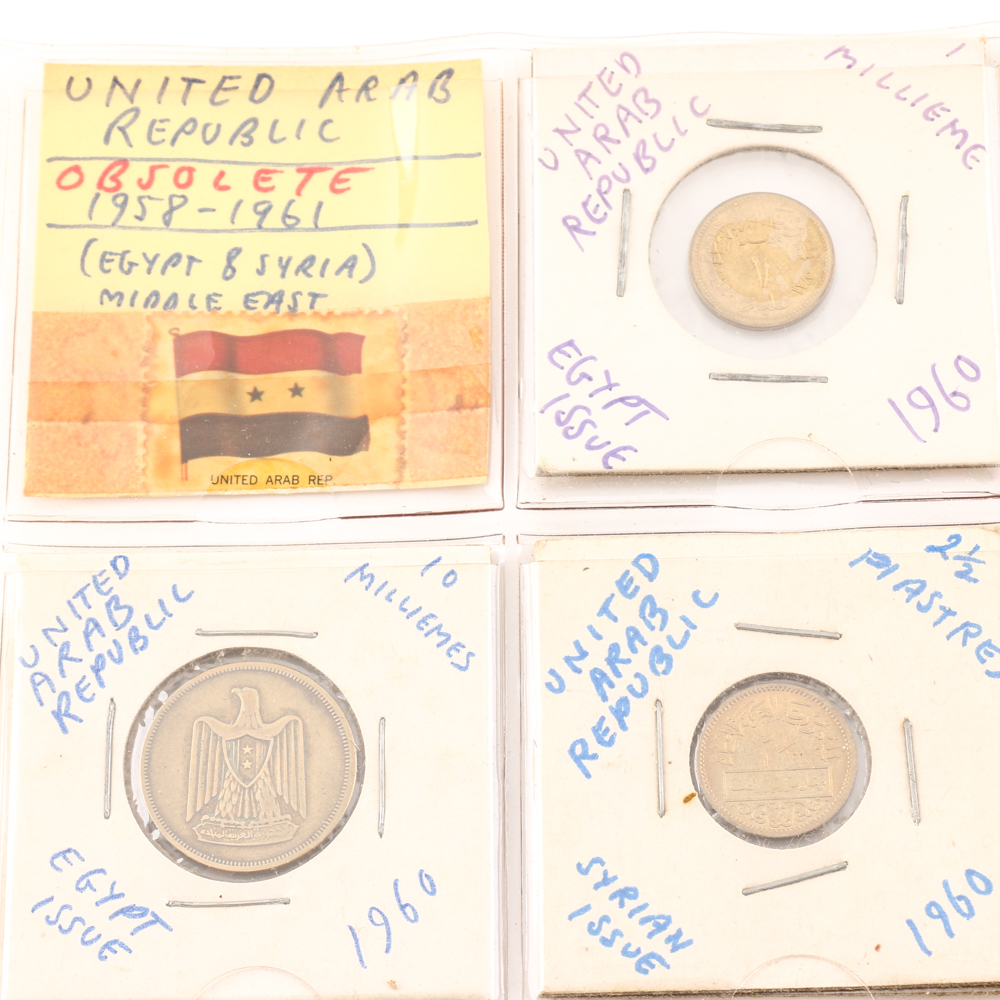 UNITED ARAB
REPUBLIC
OBSOLETE
1958-1961
(EGYPT & SYRIA)
MIDDLE EAST
UNITED ARAB REP.
UNITED
ARAB
REPUBLIC
1
MILLIEME
EGYPT
ISSUE
1960
UNITED
ARAB
REPUBLIC
10
MILLIEMES
EGYPT
ISSUE
1960
UNITED
ARAB
REPUBLIC
2½
PIASTRES
SYRIAN
ISSUE
1960